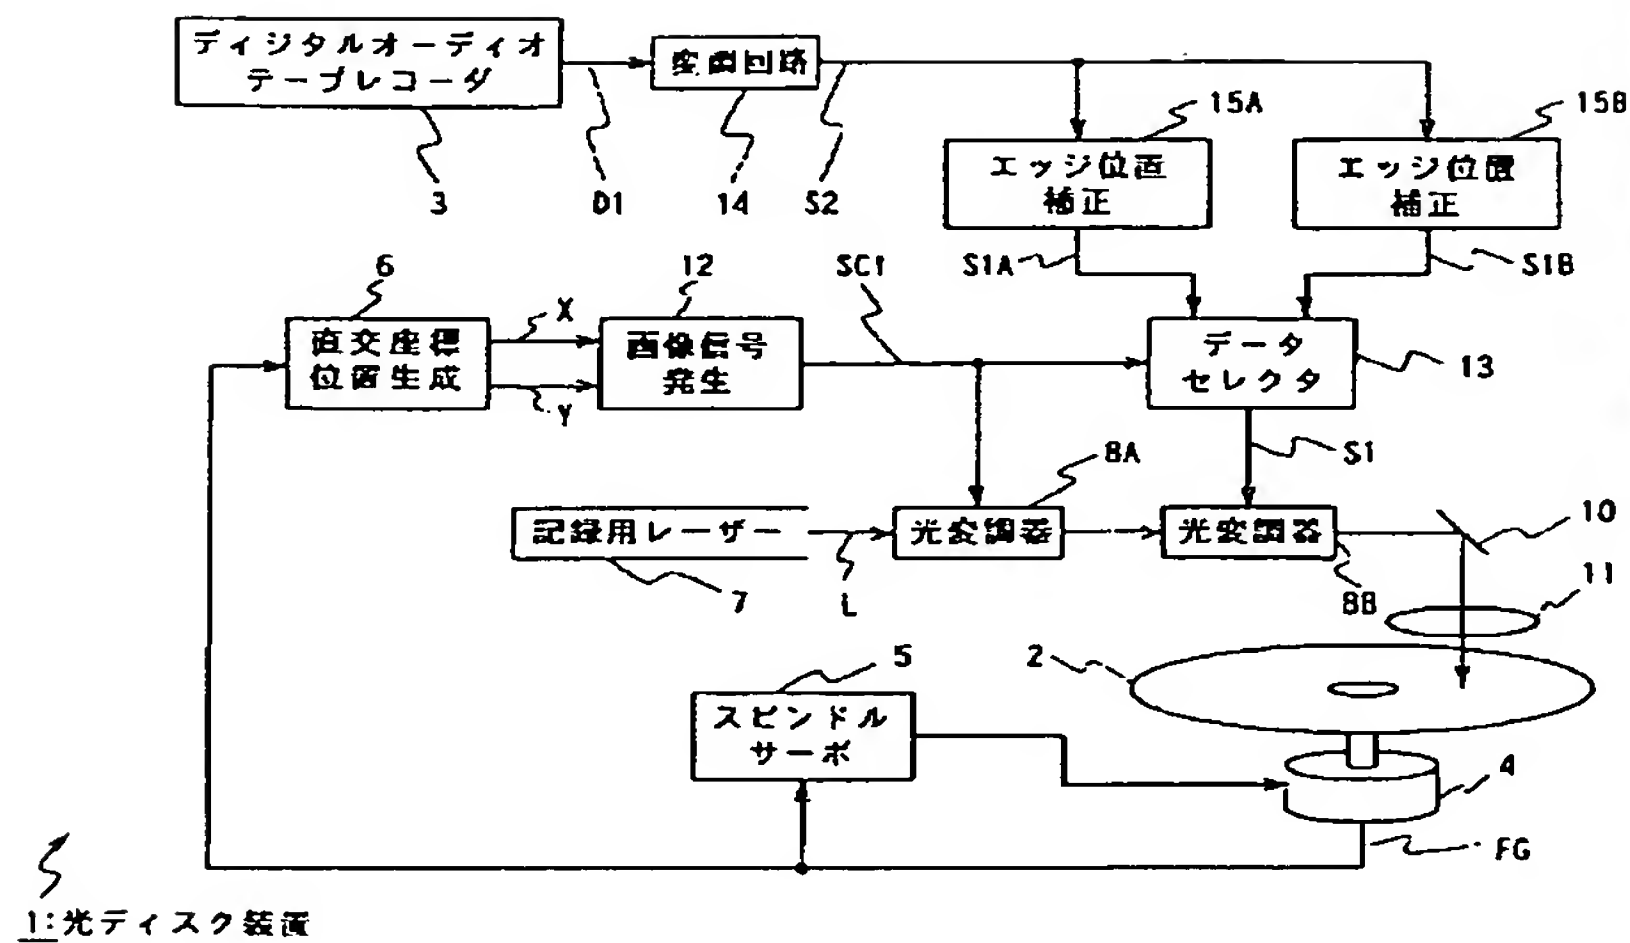 ディジタルオーディオ
テープレコーダ
変調回路
15A
15B
エッジ位置
補正
エッジ位置
補正
3
D1
14
S2
6
12
SC1
S1A
S1B
X
直交座標
位置生成
Y
画像信号
発生
データ
セレクタ
13
8A
S1
記録用レーザー
光変調器
光変調器
10
7
L
8B
11
5
2
スピンドル
サーボ
4
FG
1:光ディスク装置